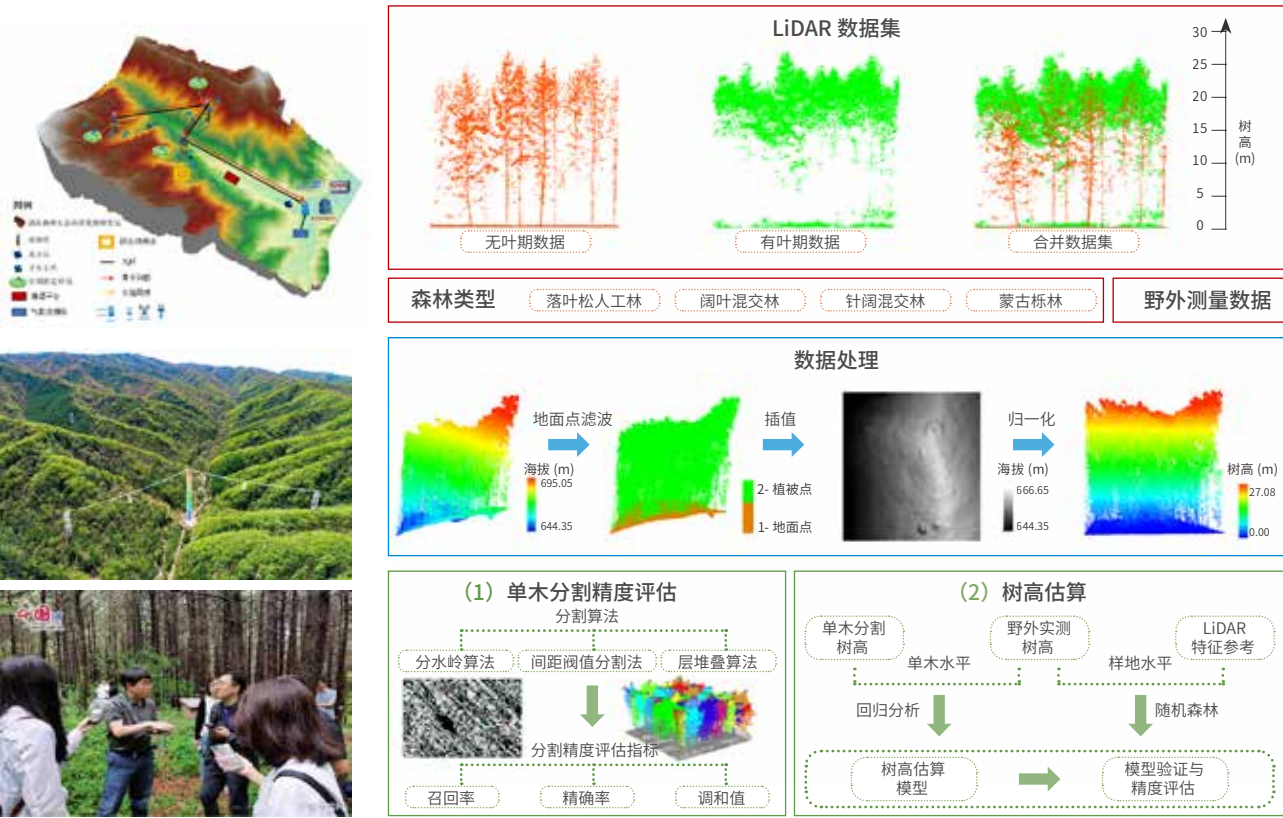 图例
LiDAR 数据集
30
25
20
15
10
5
0
树高
(m)
无叶期数据
有叶期数据
合并数据集
森林类型
落叶松人工林
阔叶混交林
针阔混交林
蒙古栎林
野外测量数据
数据处理
地面点滤波
插值
归一化
海拔 (m)
695.05
644.35
2- 植被点
1- 地面点
海拔 (m)
666.65
644.35
树高 (m)
27.08
0.00
（1）单木分割精度评估
分割算法
分水岭算法
间距阀值分割法
层堆叠算法
分割精度评估指标
召回率
精确率
调和值
（2）树高估算
单木分割
树高
野外实测
树高
LiDAR
特征参考
单木水平
样地水平
回归分析
随机森林
树高估算
模型
模型验证与
精度评估